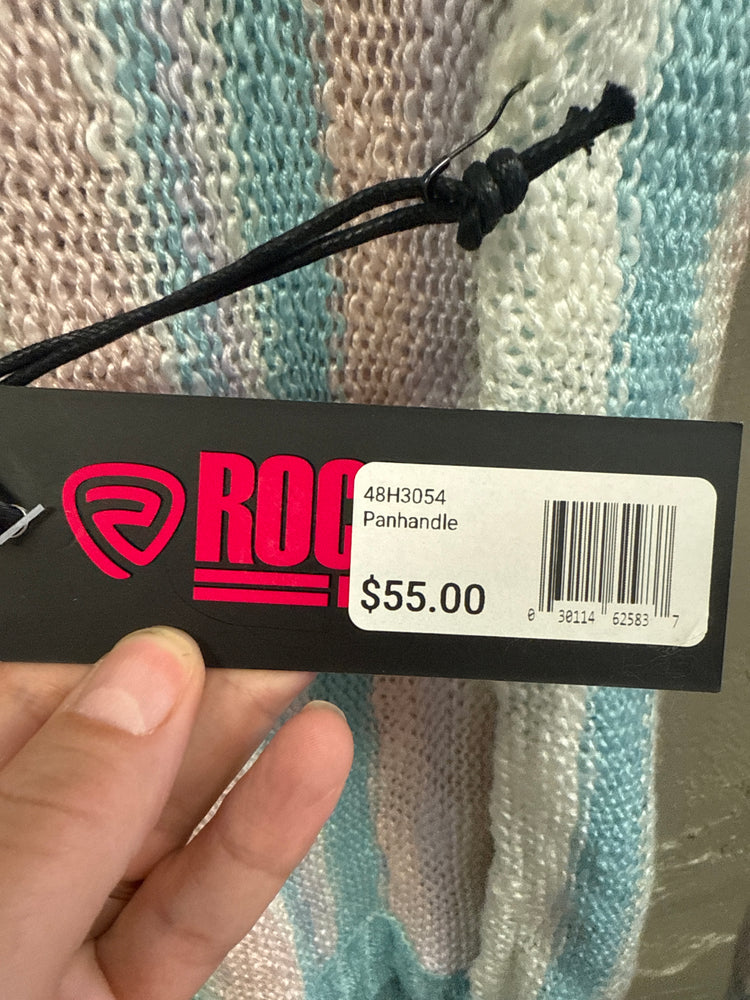 ROC
48H3054
Panhandle
$55.00
0 30114 62583 7